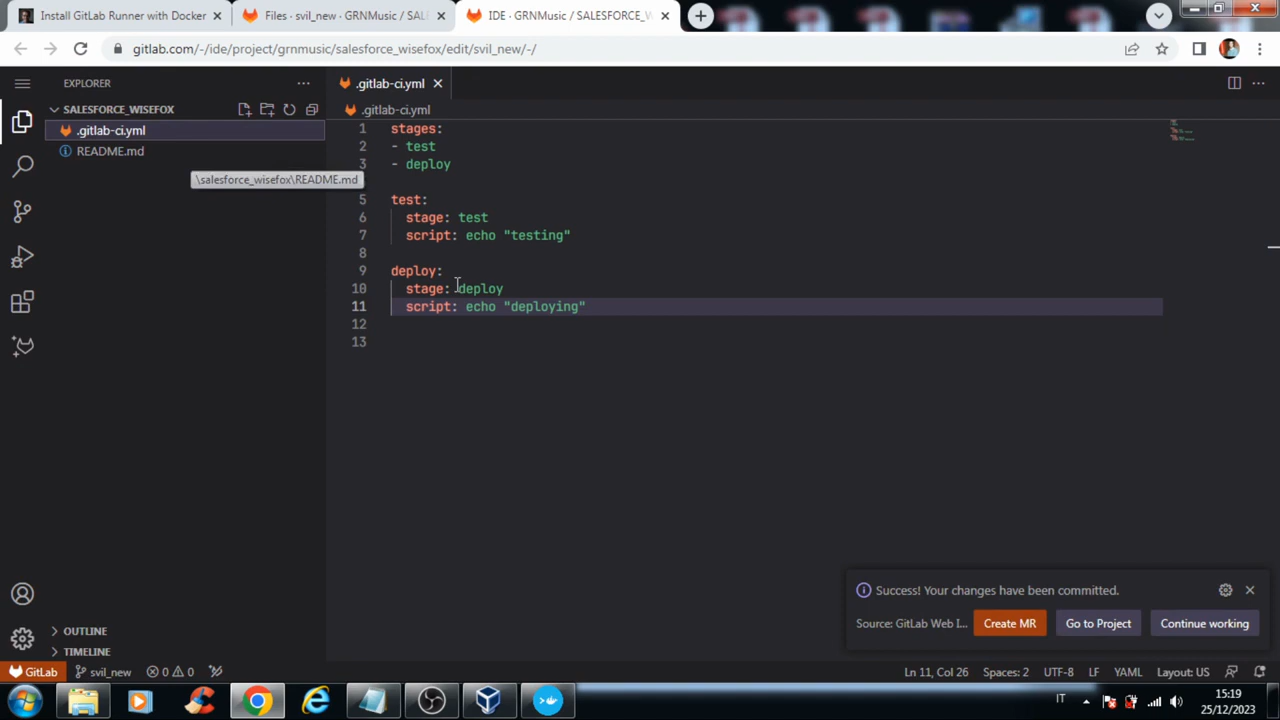 Install GitLab Runner with Docker
Files · svil_new · GRNMusic / SAL
IDE · GRNMusic / SALESFORCE_W
gitlab.com/-/ide/project/grnmusic/salesforce_wisefox/edit/svil_new/-/
EXPLORER
.gitlab-ci.yml
SALESFORCE_WISEFOX
.gitlab-ci.yml
.gitlab-ci.yml
README.md
\salesforce_wisefox\README.md
1 stages:
2 - test
3 - deploy
5 test:
6 stage: test
7 script: echo "testing"
8
9 deploy:
10 stage: deploy
11 script: echo "deploying"
12
13
Success! Your changes have been committed.
Source: GitLab Web I...
Create MR
Go to Project
Continue working
OUTLINE
TIMELINE
GitLab
svil_new
0
0
Ln 11, Col 26
Spaces: 2
UTF-8
LF
YAML
Layout: US
IT
15:19
25/12/2023